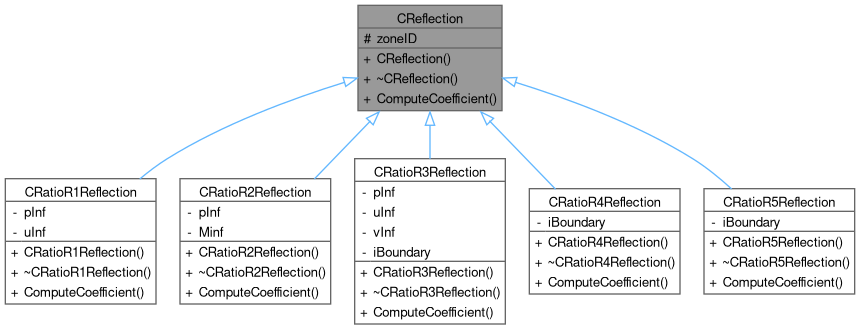 CReflection
# zoneID
+ CReflection()
+ ~CReflection()
+ ComputeCoefficient()
CRatioR1Reflection
- pInf
- uInf
+ CRatioR1Reflection()
+ ~CRatioR1Reflection()
+ ComputeCoefficient()
CRatioR2Reflection
- pInf
- Minf
+ CRatioR2Reflection()
+ ~CRatioR2Reflection()
+ ComputeCoefficient()
CRatioR3Reflection
- pInf
- uInf
- vInf
- iBoundary
+ CRatioR3Reflection()
+ ~CRatioR3Reflection()
+ ComputeCoefficient()
CRatioR4Reflection
- iBoundary
+ CRatioR4Reflection()
+ ~CRatioR4Reflection()
+ ComputeCoefficient()
CRatioR5Reflection
- iBoundary
+ CRatioR5Reflection()
+ ~CRatioR5Reflection()
+ ComputeCoefficient()